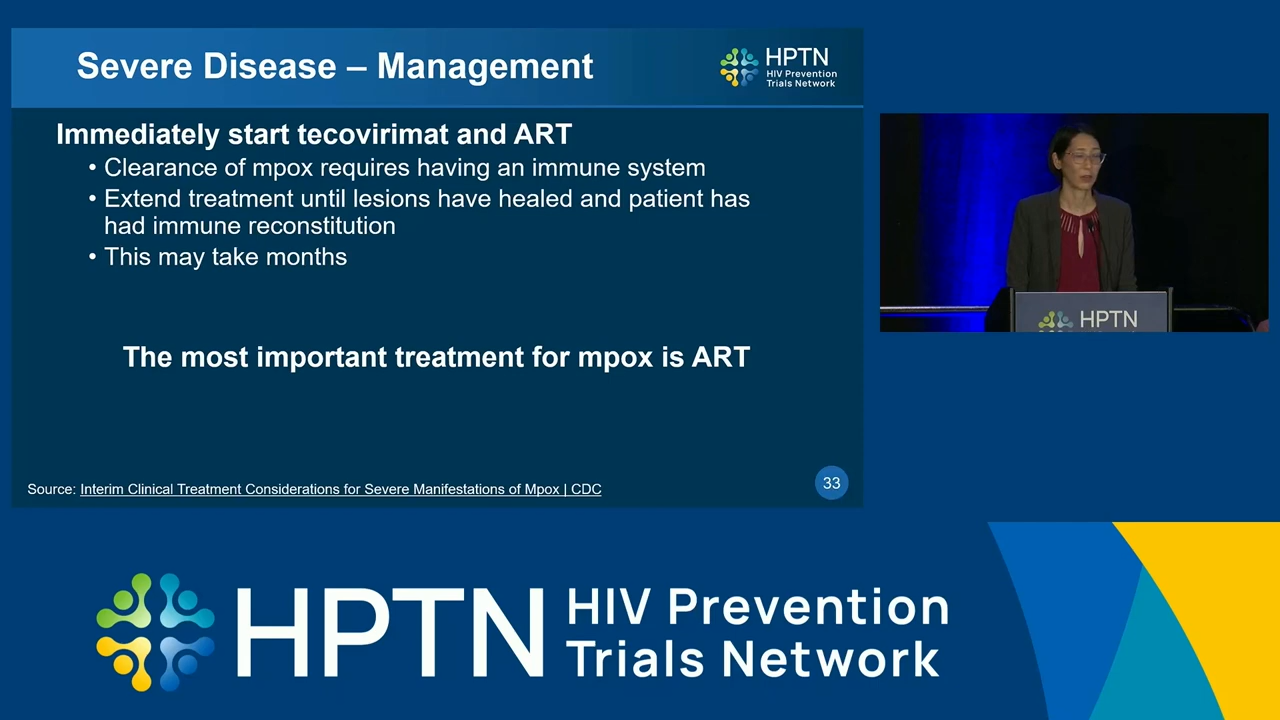 Severe Disease – Management
HPTN
HIV Prevention
Trials Network
Immediately start tecovirimat and ART
• Clearance of mpox requires having an immune system
• Extend treatment until lesions have healed and patient has
had immune reconstitution
• This may take months
The most important treatment for mpox is ART
Source: Interim Clinical Treatment Considerations for Severe Manifestations of Mpox | CDC
33
HPTN
HPTN
HIV Prevention
Trials Network